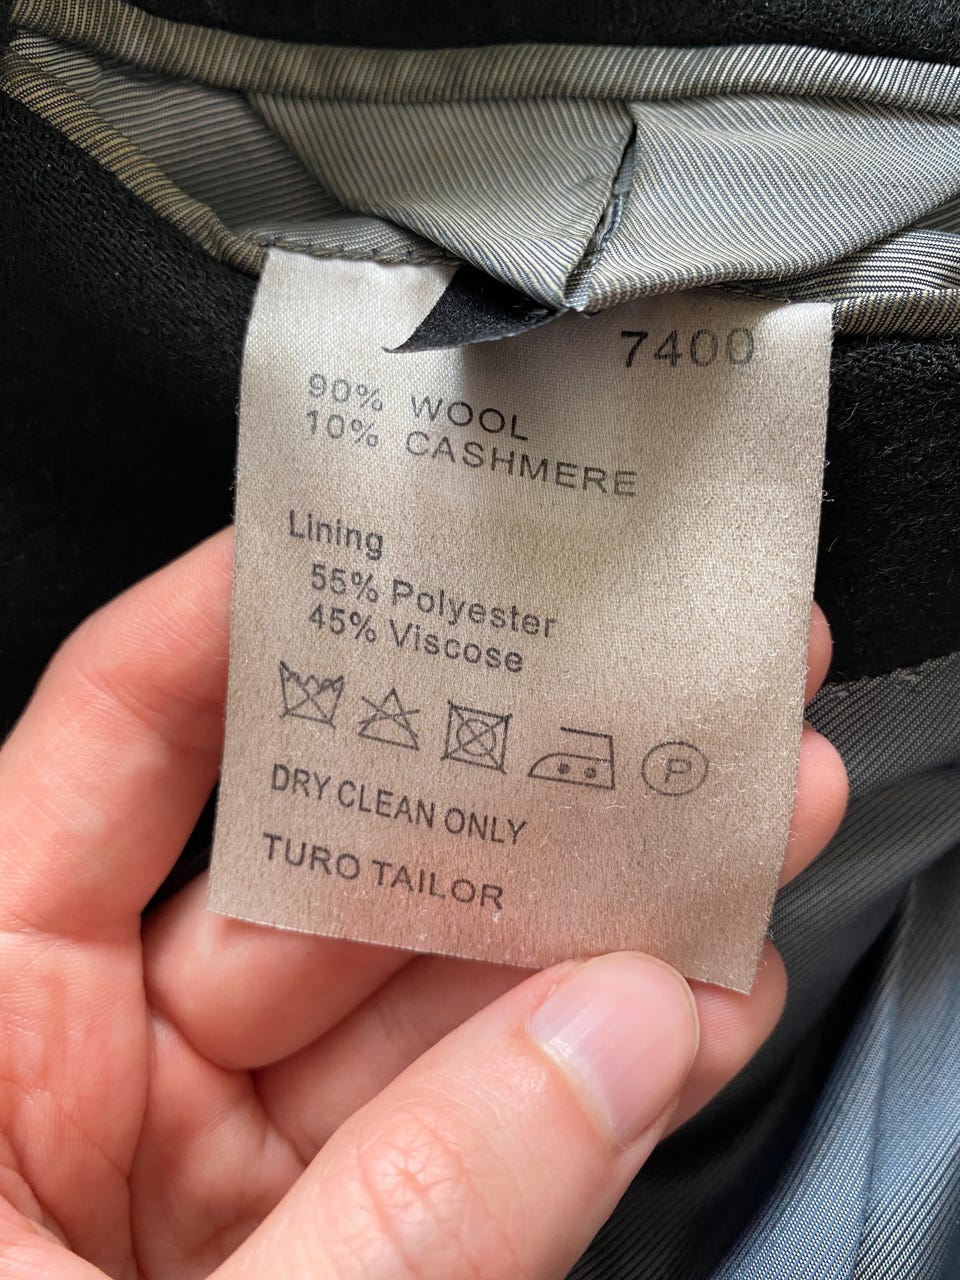 7400
90% WOOL
10% CASHMERE
Lining
55% Polyester
45% Viscose
P
DRY CLEAN ONLY
TURO TAILOR